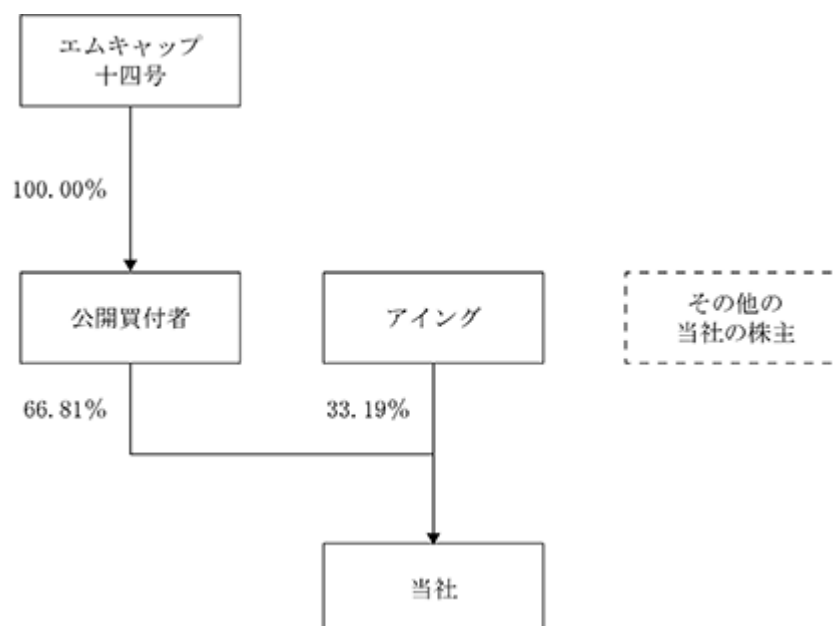 エムキャップ
十四号
100.00%
公開買付者
アイング
その他の
当社の株主
66.81%
33.19%
当社